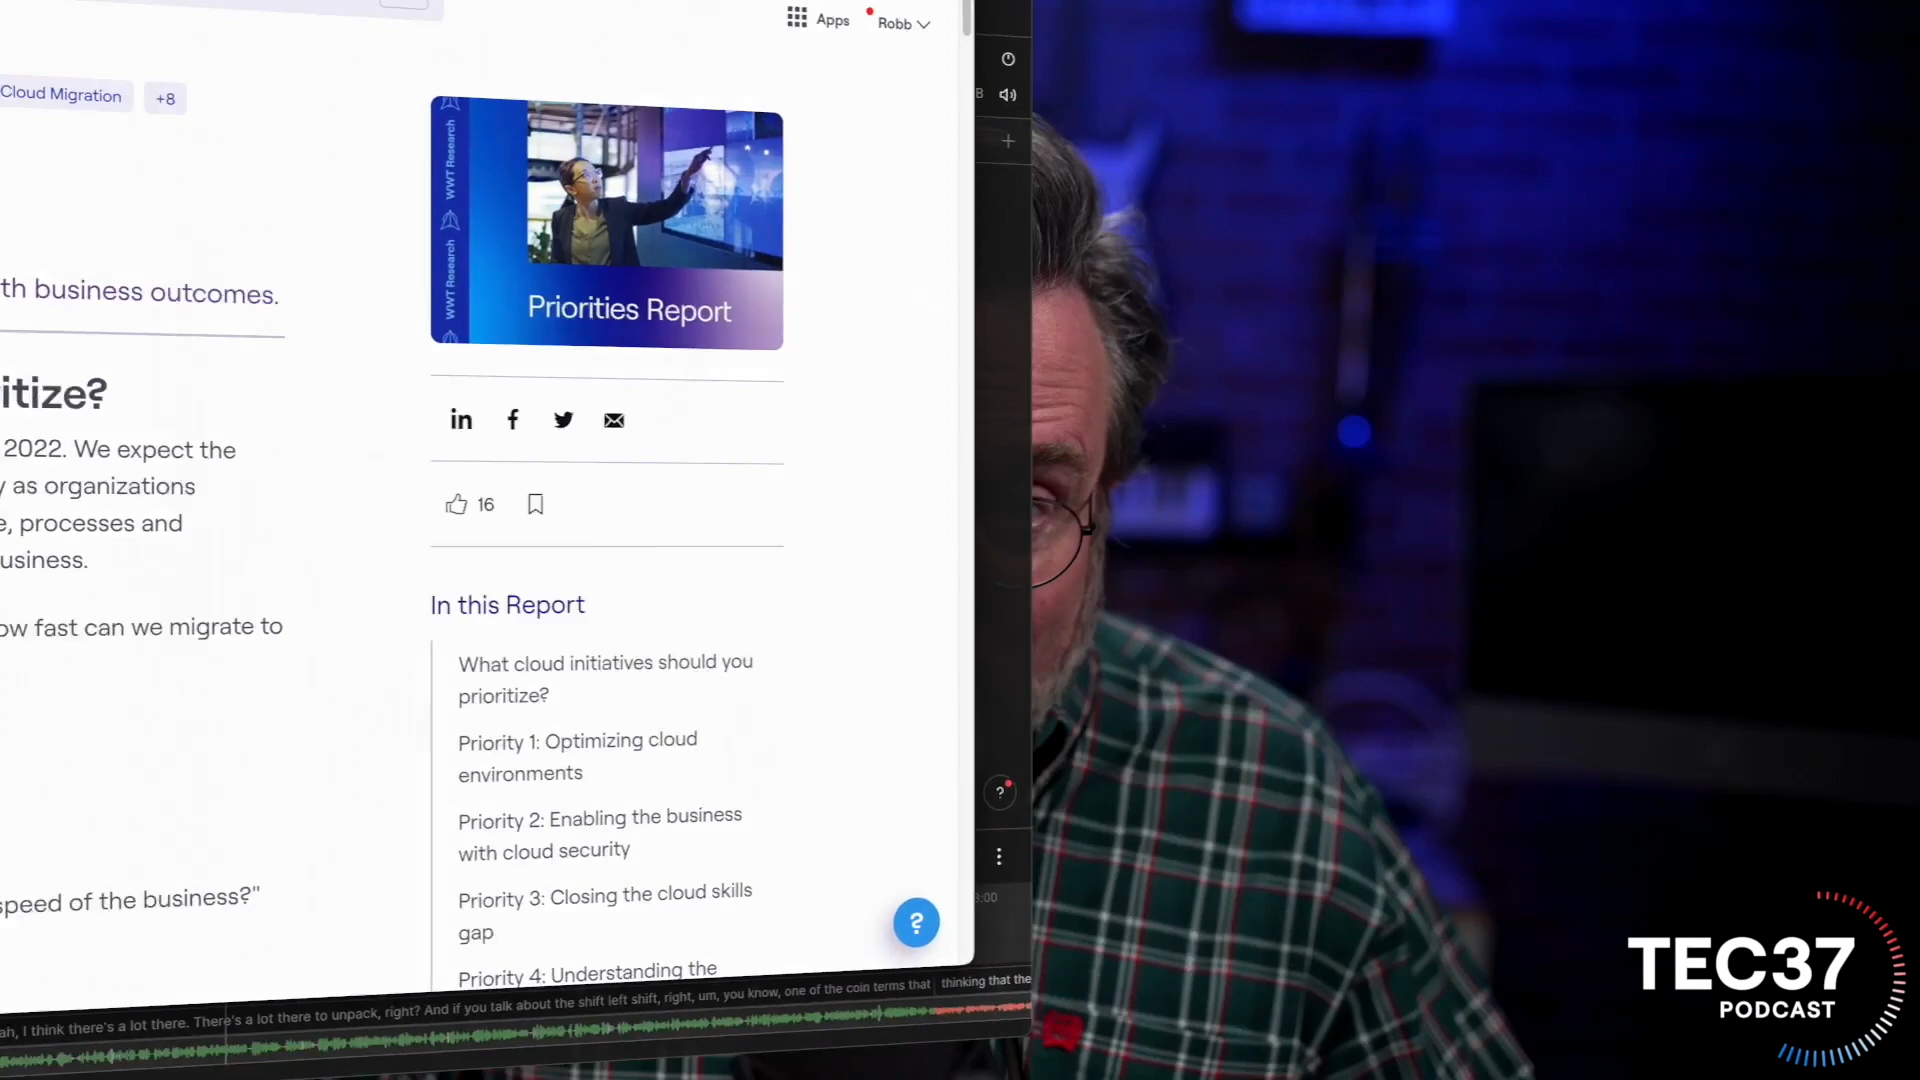 Apps
Robb
Cloud Migration
+8
WWT Research
WWT Research
Priorities Report
th business outcomes.
itize?
2022. We expect the
y as organizations
e, processes and
usiness.
ow fast can we migrate to
speed of the business?"
in
f
16
In this Report
What cloud initiatives should you
prioritize?
Priority 1: Optimizing cloud
environments
Priority 2: Enabling the business
with cloud security
Priority 3: Closing the cloud skills
gap
Priority 4: Understanding the
?
B
?
3:00
ah, I think there's a lot there. There's a lot there to unpack, right? And if you talk about the shift left shift, right, um, you know, one of the coin terms that thinking that the
TEC37
PODCAST